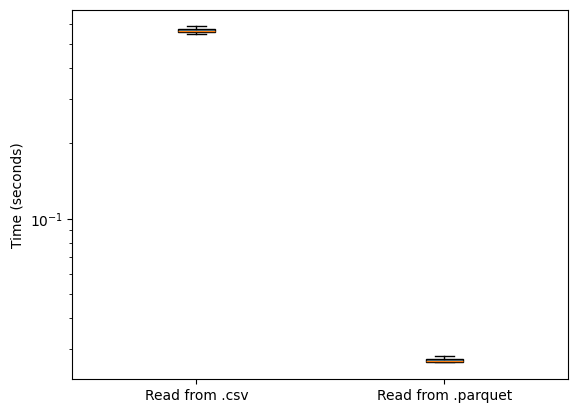 Time (seconds)
10⁻¹
Read from .csv
Read from .parquet